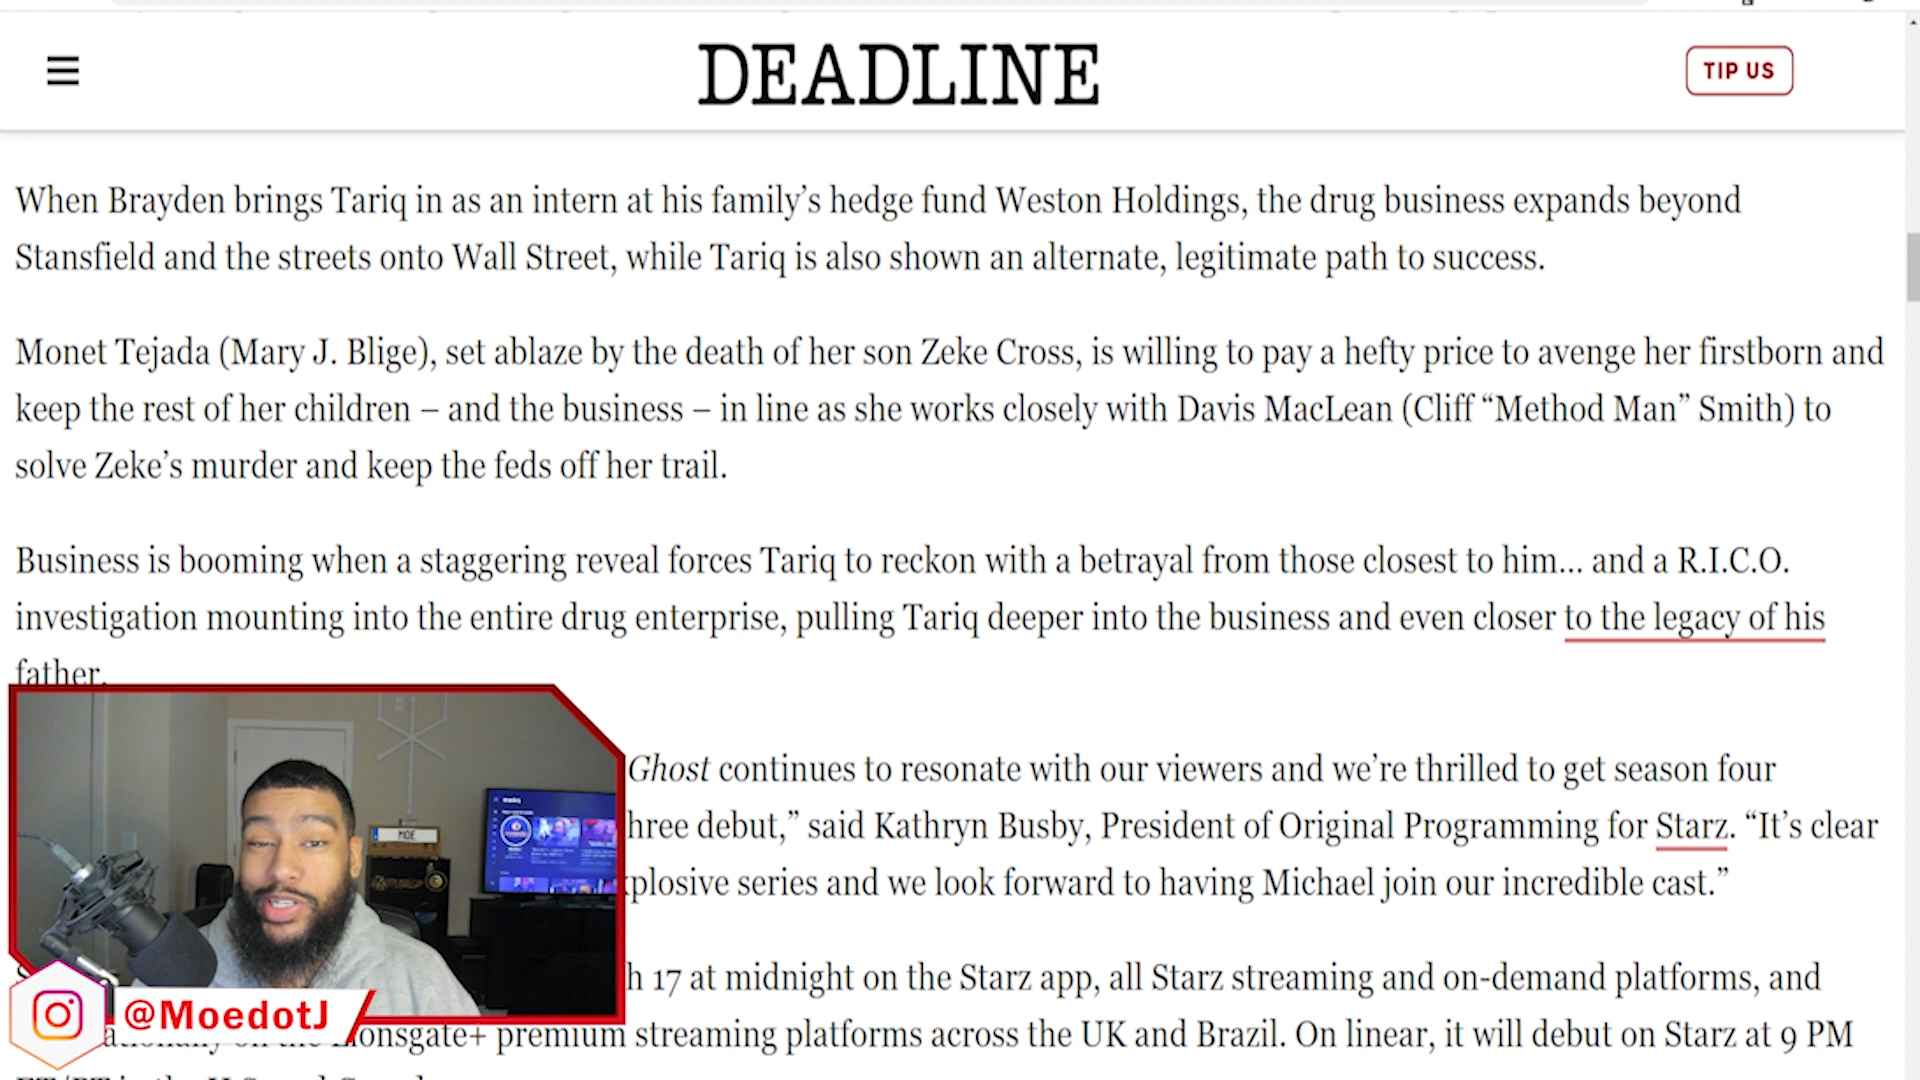 DEADLINE
TIP US
When Brayden brings Tariq in as an intern at his family’s hedge fund Weston Holdings, the drug business expands beyond
Stansfield and the streets onto Wall Street, while Tariq is also shown an alternate, legitimate path to success.
Monet Tejada (Mary J. Blige), set ablaze by the death of her son Zeke Cross, is willing to pay a hefty price to avenge her firstborn and
keep the rest of her children – and the business – in line as she works closely with Davis MacLean (Cliff “Method Man” Smith) to
solve Zeke’s murder and keep the feds off her trail.
Business is booming when a staggering reveal forces Tariq to reckon with a betrayal from those closest to him... and a R.I.C.O.
investigation mounting into the entire drug enterprise, pulling Tariq deeper into the business and even closer to the legacy of his
father.
Ghost continues to resonate with our viewers and we’re thrilled to get season four
hree debut,” said Kathryn Busby, President of Original Programming for Starz. “It’s clear
plosive series and we look forward to having Michael join our incredible cast.”
h 17 at midnight on the Starz app, all Starz streaming and on-demand platforms, and
Lionsgate+ premium streaming platforms across the UK and Brazil. On linear, it will debut on Starz at 9 PM
MOE
@MoedotJ